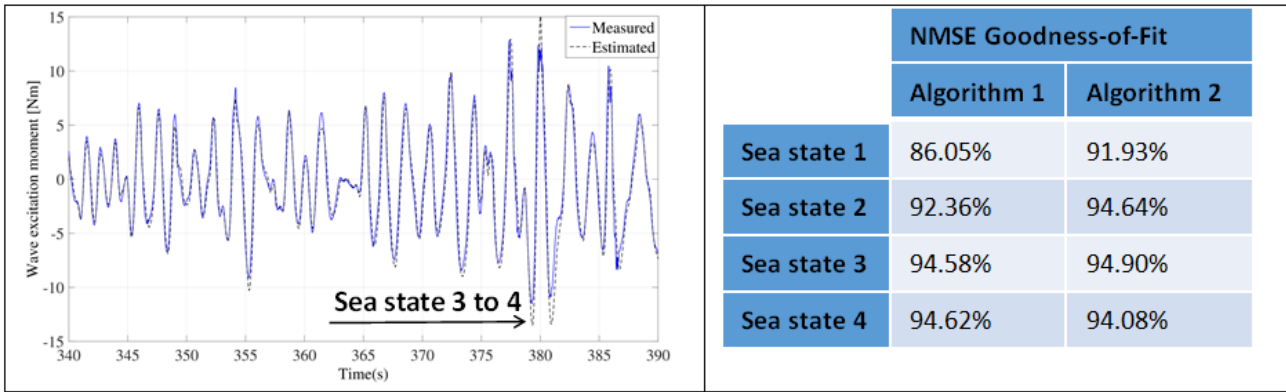 15
Measured
Estimated
10
5
0
-5
-10
-15
Wave excitation moment [Nm]
Sea state 3 to 4
340 345 350 355 360 365 370 375 380 385 390
Time(s)
NMSE Goodness-of-Fit
Algorithm 1 Algorithm 2
Sea state 1 86.05% 91.93%
Sea state 2 92.36% 94.64%
Sea state 3 94.58% 94.90%
Sea state 4 94.62% 94.08%